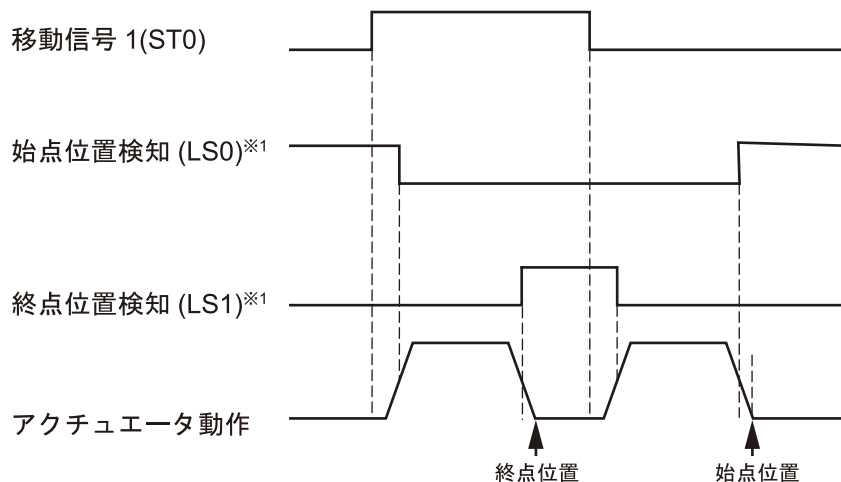 移動信号 1(ST0)
始点位置検知 (LS0)※1
終点位置検知 (LS1)※1
アクチュエータ動作
終点位置
始点位置